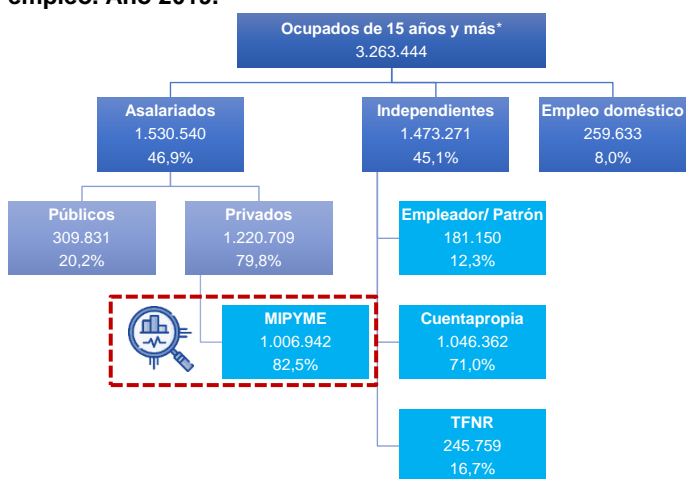 empleo. Año 2019.
Ocupados de 15 años y más*
3.263.444
Asalariados
1.530.540
46,9%
Independientes
1.473.271
45,1%
Empleo doméstico
259.633
8,0%
Públicos
309.831
20,2%
Privados
1.220.709
79,8%
Empleador/ Patrón
181.150
12,3%
MIPYME
1.006.942
82,5%
Cuentapropia
1.046.362
71,0%
TFNR
245.759
16,7%